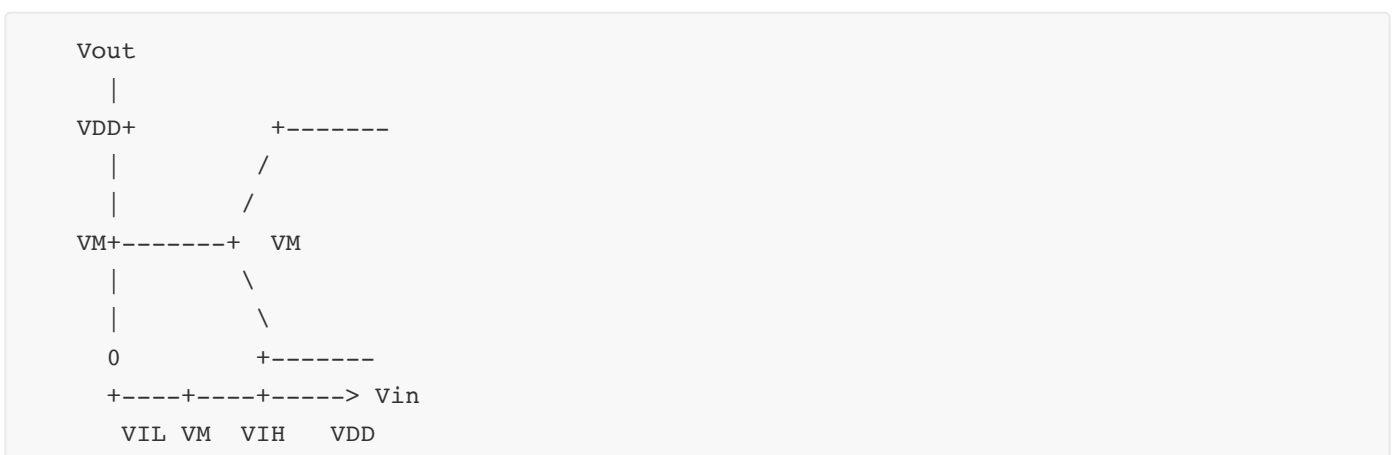 Vout
|
VDD+         +-------
|         /
|        /
VM+-------+  VM
|        \
|         \
0         +-------
+----+----+-----> Vin
VIL VM  VIH   VDD